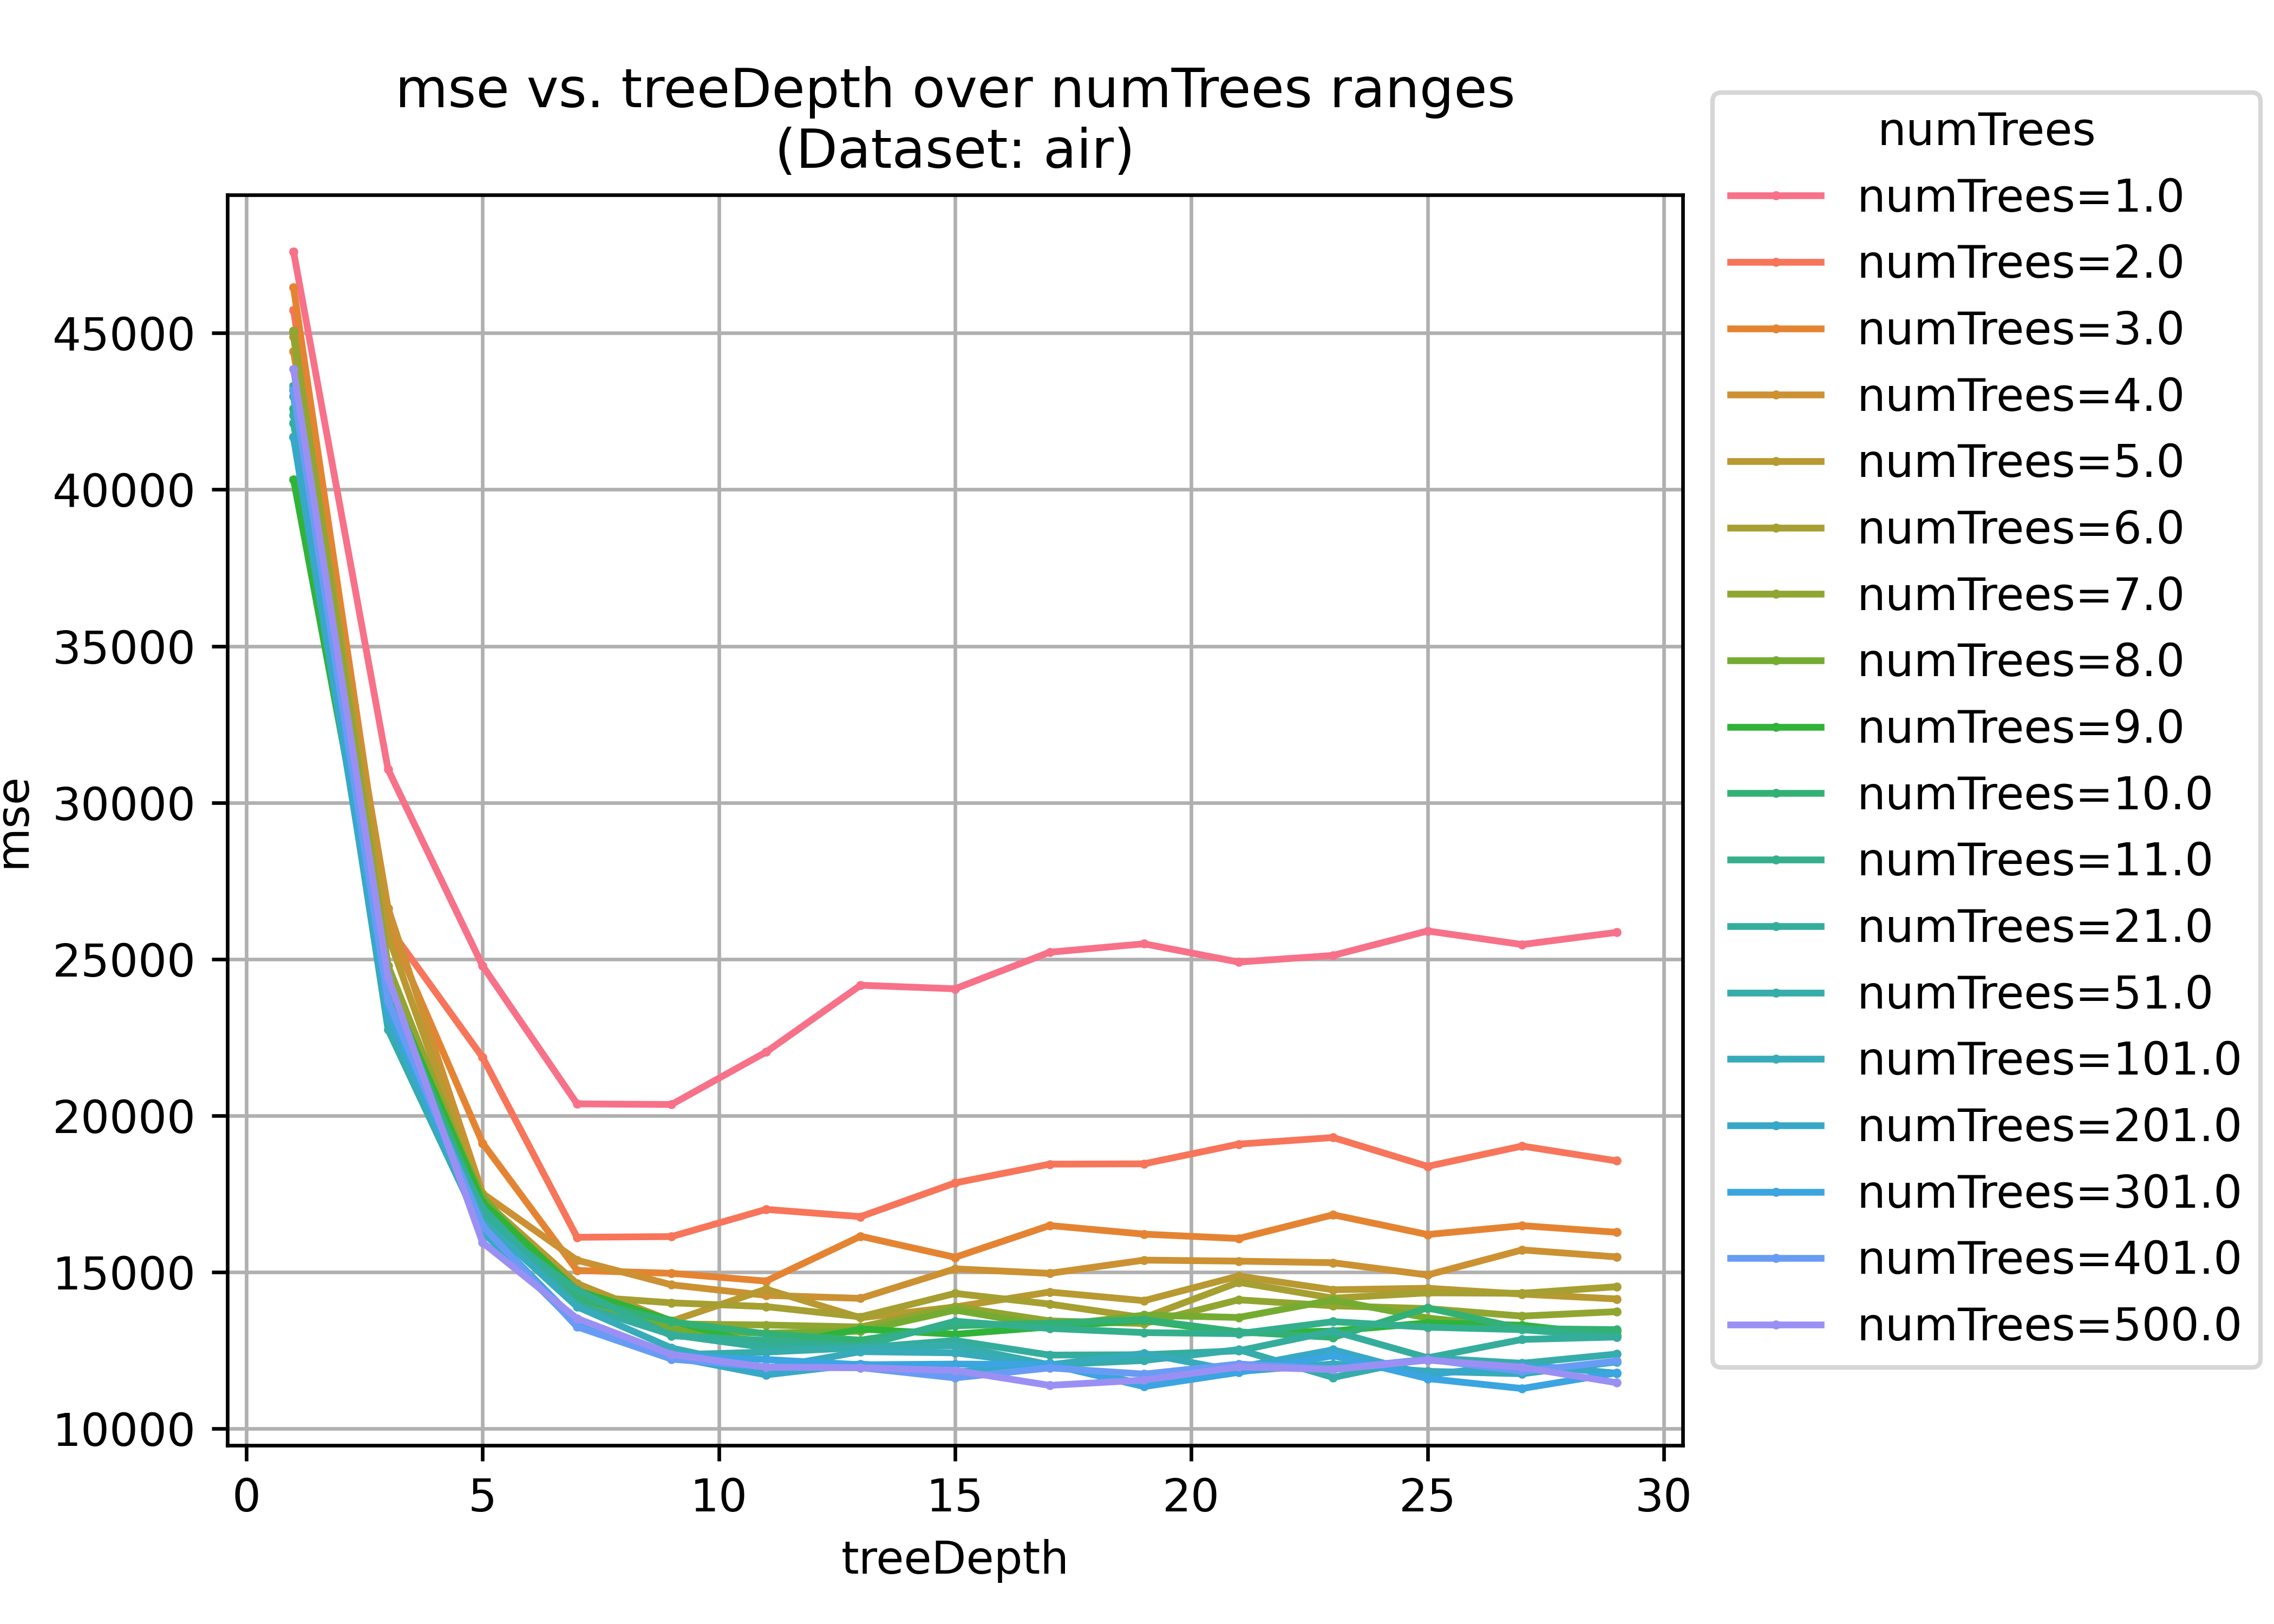 mse vs. treeDepth over numTrees ranges
(Dataset: air)
mse
45000
40000
35000
30000
25000
20000
15000
10000
0 5 10 15 20 25 30
treeDepth
numTrees
numTrees=1.0
numTrees=2.0
numTrees=3.0
numTrees=4.0
numTrees=5.0
numTrees=6.0
numTrees=7.0
numTrees=8.0
numTrees=9.0
numTrees=10.0
numTrees=11.0
numTrees=21.0
numTrees=51.0
numTrees=101.0
numTrees=201.0
numTrees=301.0
numTrees=401.0
numTrees=500.0